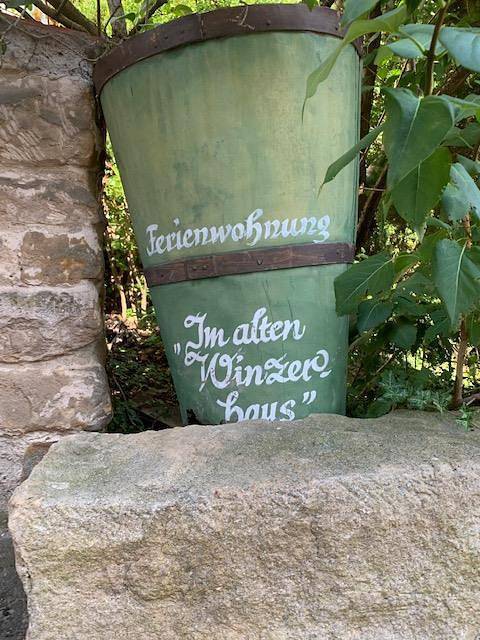 Ferienwohnung
„Im alten
Winzer
haus”